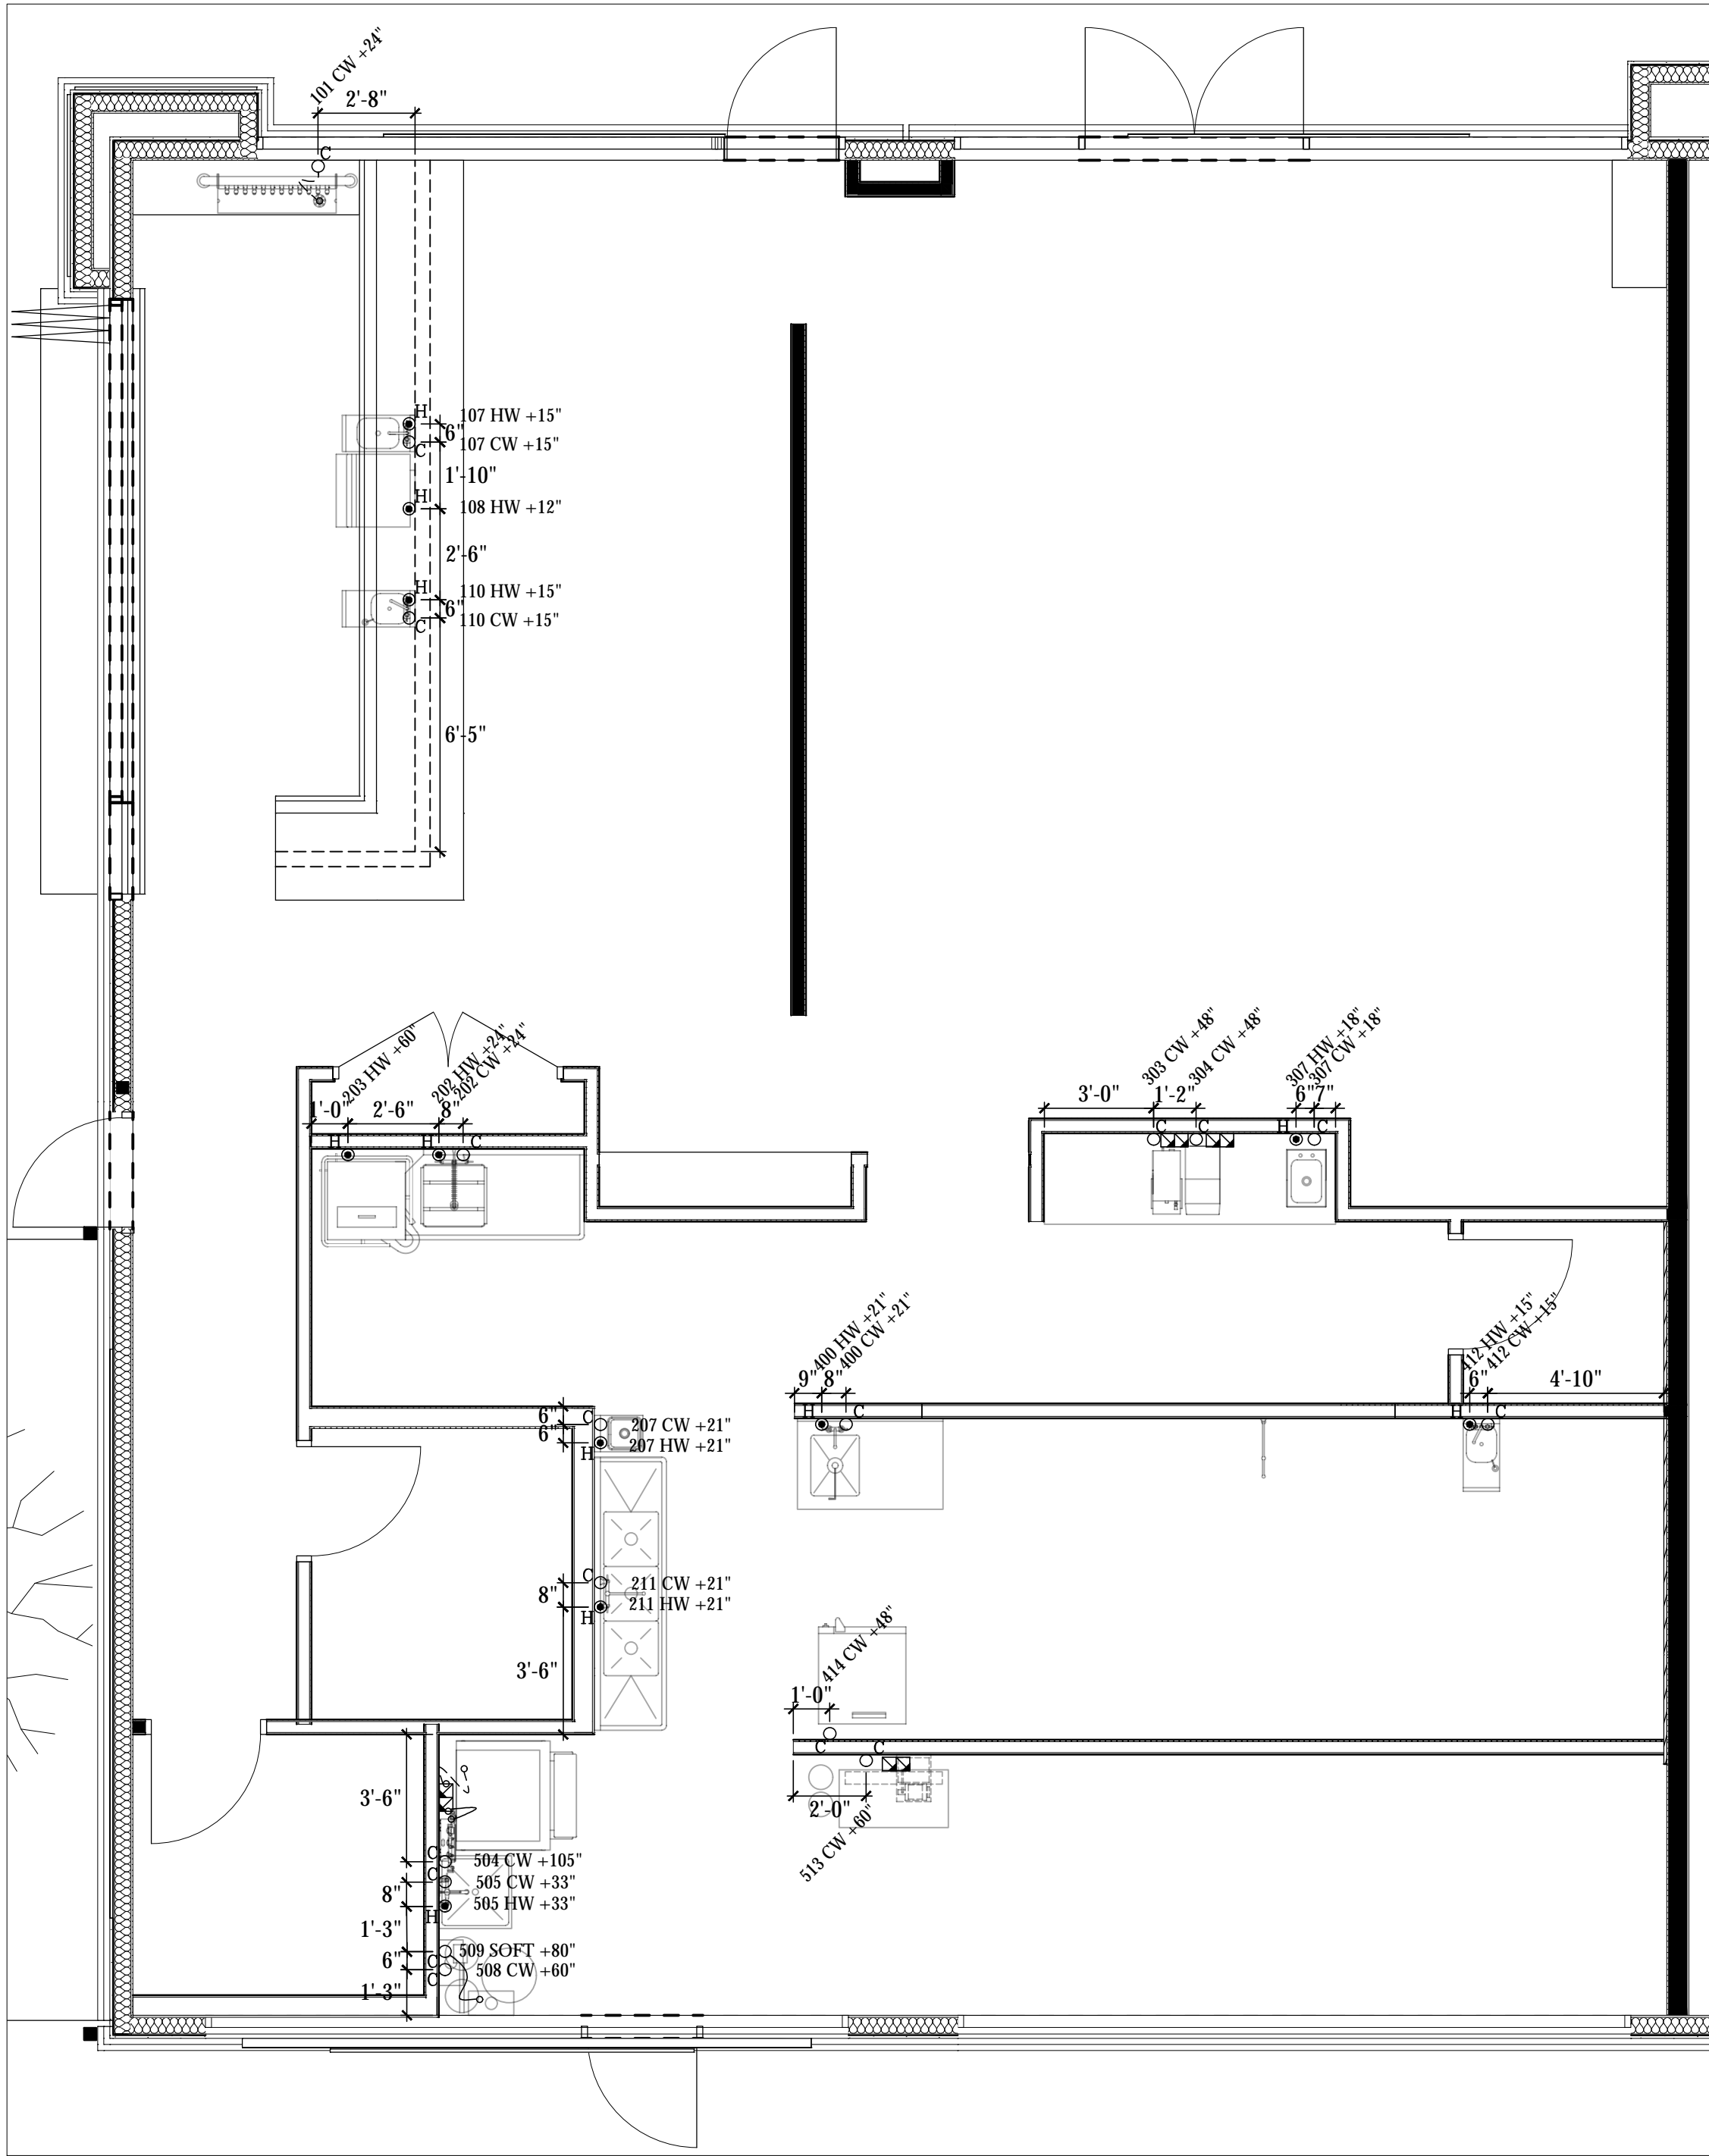 101 CW +24"
2'-8"
C
H
107 HW +15"
6"
107 CW +15"
C
1'-10"
H
108 HW +12"
2'-6"
H
110 HW +15"
6"
110 CW +15"
C
6'-5"
203 HW +60"
202 HW +24"
202 CW +24"
1'-0"
2'-6"
8"
H
H
C
303 CW +48"
304 CW +48"
307 HW +18"
307 CW +18"
3'-0"
1'-2"
6"
7"
C
C
H
C
400 HW +21"
400 CW +21"
9"
8"
H
C
412 HW +15"
412 CW +15"
6"
4'-10"
H
C
6"
C
207 CW +21"
6"
207 HW +21"
H
C
211 CW +21"
8"
211 HW +21"
H
3'-6"
414 CW +48"
1'-0"
C
C
2'-0"
513 CW +60"
3'-6"
C
504 CW +105"
C
505 CW +33"
8"
505 HW +33"
H
1'-3"
509 SOFT +80"
6"
C
508 CW +60"
C
1'-3"